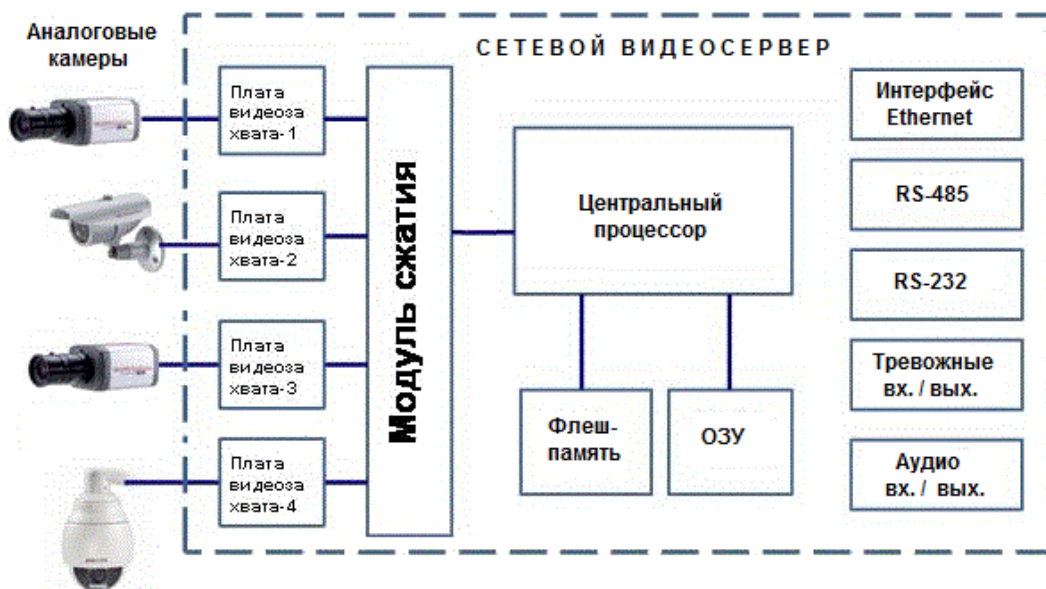 Аналоговые
камеры
СЕТЕВОЙ ВИДЕОСЕРВЕР
Плата
видеоза
хвата-1
Плата
видеоза
хвата-2
Плата
видеоза
хвата-3
Плата
видеоза
хвата-4
Модуль сжатия
Центральный
процессор
Флеш-
память
ОЗУ
Интерфейс
Ethernet
RS-485
RS-232
Тревожные
вх. / вых.
Аудио
вх. / вых.